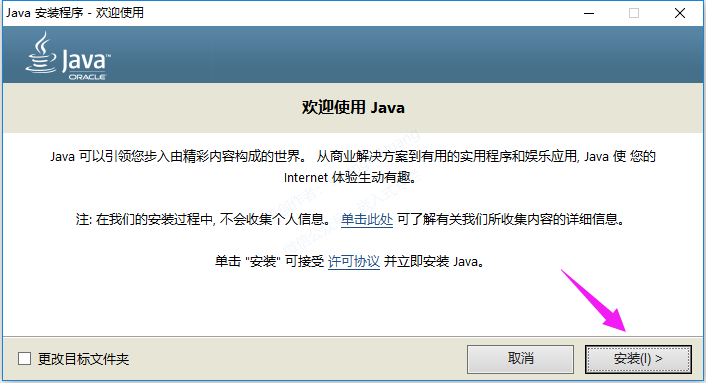 Java 安装程序 - 欢迎使用
Java™
ORACLE
欢迎使用 Java
Java 可以引领您步入由精彩内容构成的世界。 从商业解决方案到有用的实用程序和娱乐应用, Java 使 您的
Internet 体验生动有趣。
注: 在我们的安装过程中, 不会收集个人信息。 单击此处 可了解有关我们所收集内容的详细信息。
单击 "安装" 可接受 许可协议 并立即安装 Java。
更改目标文件夹
取消
安装(I) >